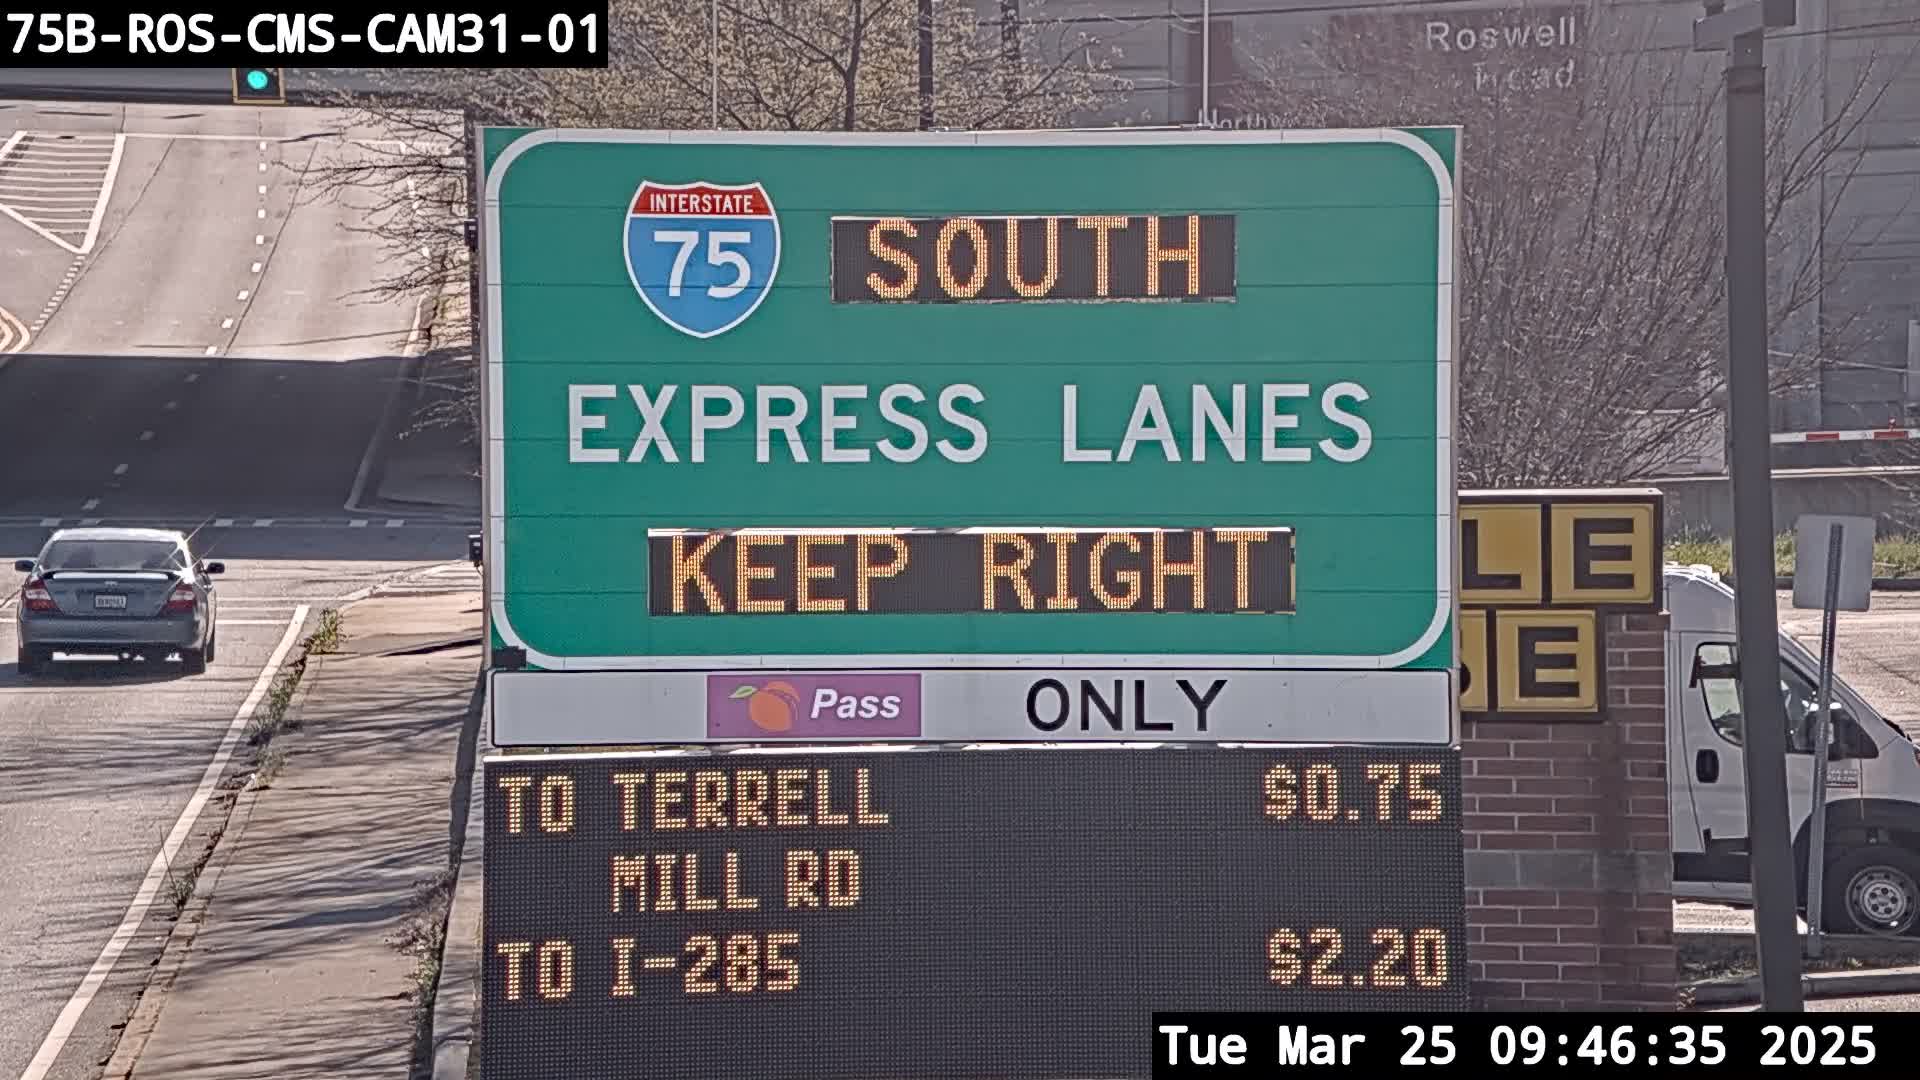 75B-ROS-CMS-CAM31-01
Roswell
Road
INTERSTATE
75
SOUTH
EXPRESS LANES
KEEP RIGHT
LE
E
Pass ONLY
TO TERRELL $0.75
MILL RD
TO I-285 $2.20
Tue Mar 25 09:46:35 2025